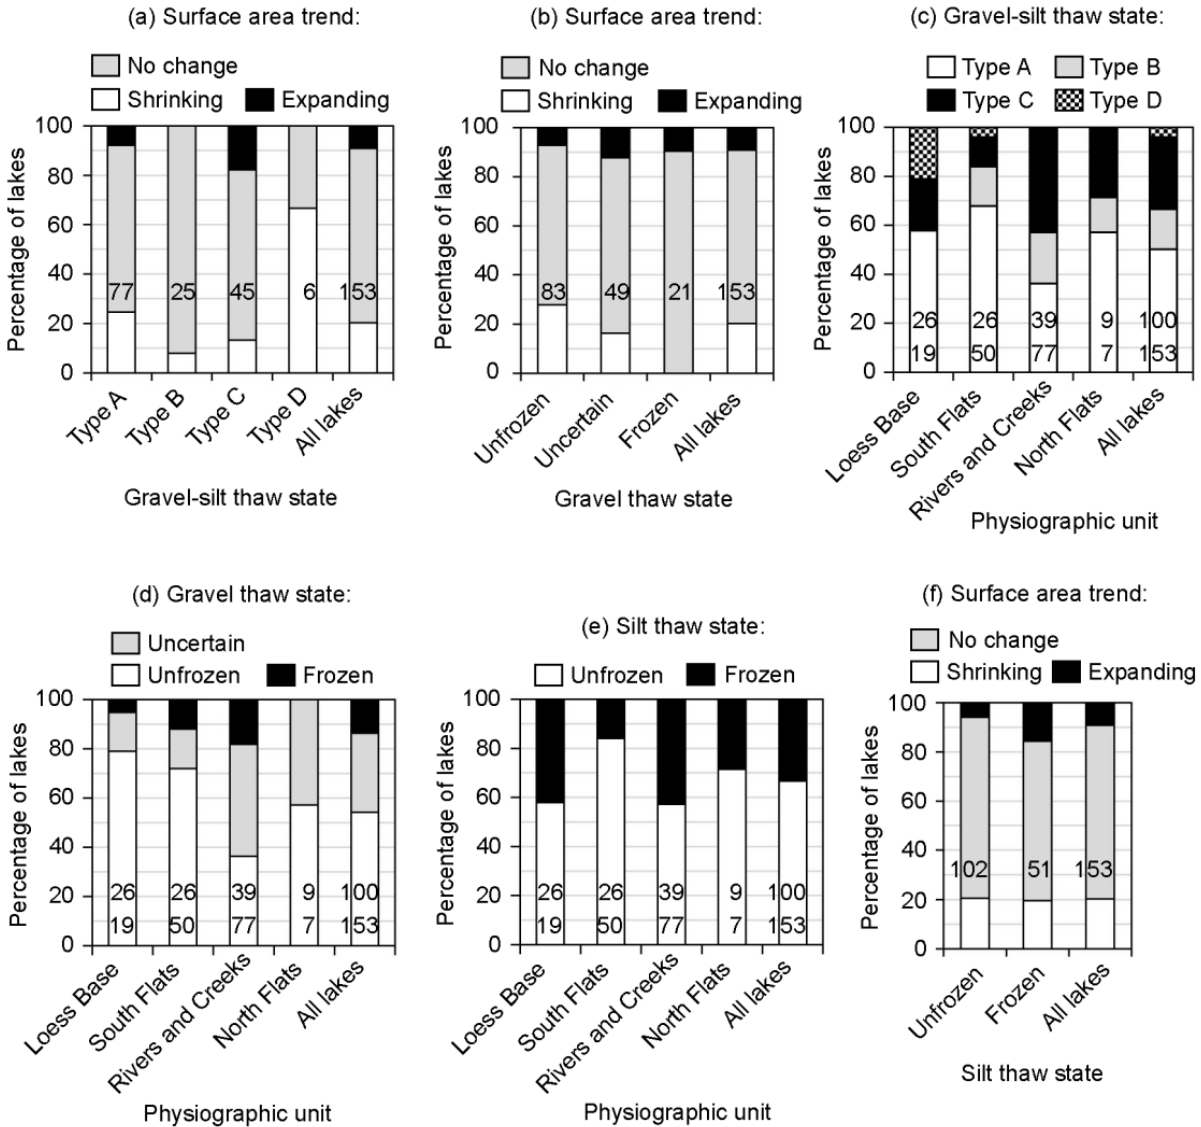 (a) Surface area trend:
No change
Shrinking
Expanding
Percentage of lakes
100
80
60
40
20
0
77
25
45
6
153
Type A
Type B
Type C
Type D
All lakes
Gravel-silt thaw state
(b) Surface area trend:
No change
Shrinking
Expanding
Percentage of lakes
100
80
60
40
20
0
83
49
21
153
Unfrozen
Uncertain
Frozen
All lakes
Gravel thaw state
(c) Gravel-silt thaw state:
Type A
Type B
Type C
Type D
Percentage of lakes
100
80
60
40
20
0
26
26
39
9
100
19
50
77
7
153
Loess Base
South Flats
Rivers and Creeks
North Flats
All lakes
Physiographic unit
(d) Gravel thaw state:
Uncertain
Unfrozen
Frozen
Percentage of lakes
100
80
60
40
20
0
26
26
39
9
100
19
50
77
7
153
Loess Base
South Flats
Rivers and Creeks
North Flats
All lakes
Physiographic unit
(e) Silt thaw state:
Unfrozen
Frozen
Percentage of lakes
100
80
60
40
20
0
26
26
39
9
100
19
50
77
7
153
Loess Base
South Flats
Rivers and Creeks
North Flats
All lakes
Physiographic unit
(f) Surface area trend:
No change
Shrinking
Expanding
Percentage of lakes
100
80
60
40
20
0
102
51
153
Unfrozen
Frozen
All lakes
Silt thaw state